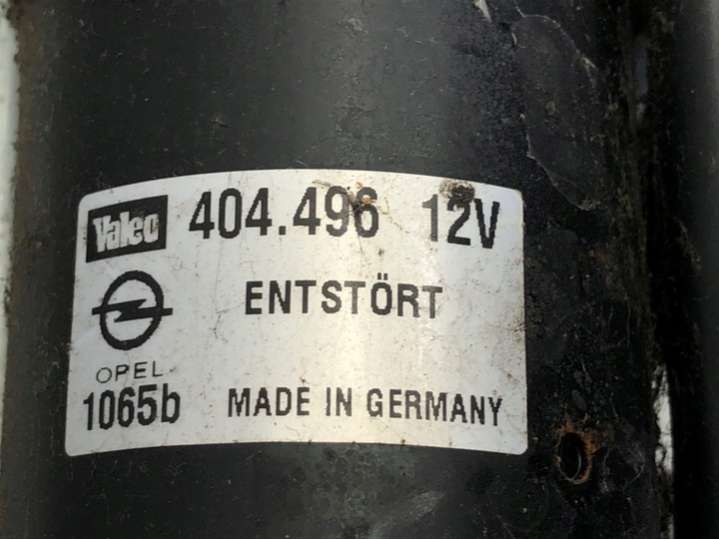 Valeo 404.496 12V
ENTSTÖRT
OPEL
1065b MADE IN GERMANY